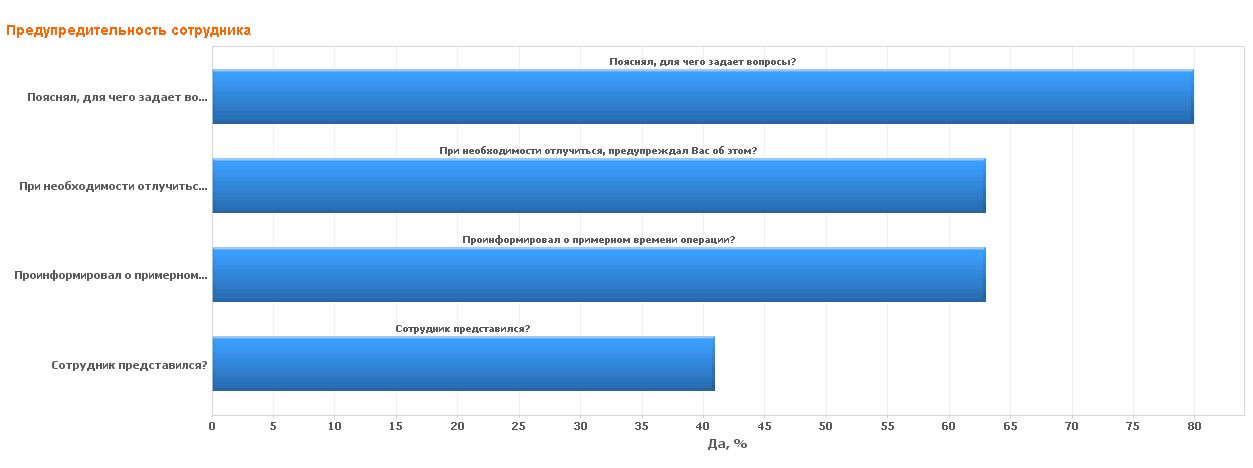 Предупредительность сотрудника
Пояснял, для чего задает вопросы?
Пояснял, для чего задает во...
При необходимости отлучиться, предупреждал Вас об этом?
При необходимости отлучитьс...
Проинформировал о примерном времени операции?
Проинформировал о примерном...
Сотрудник представился?
Сотрудник представился?
0 5 10 15 20 25 30 35 40 45 50 55 60 65 70 75 80
Да, %